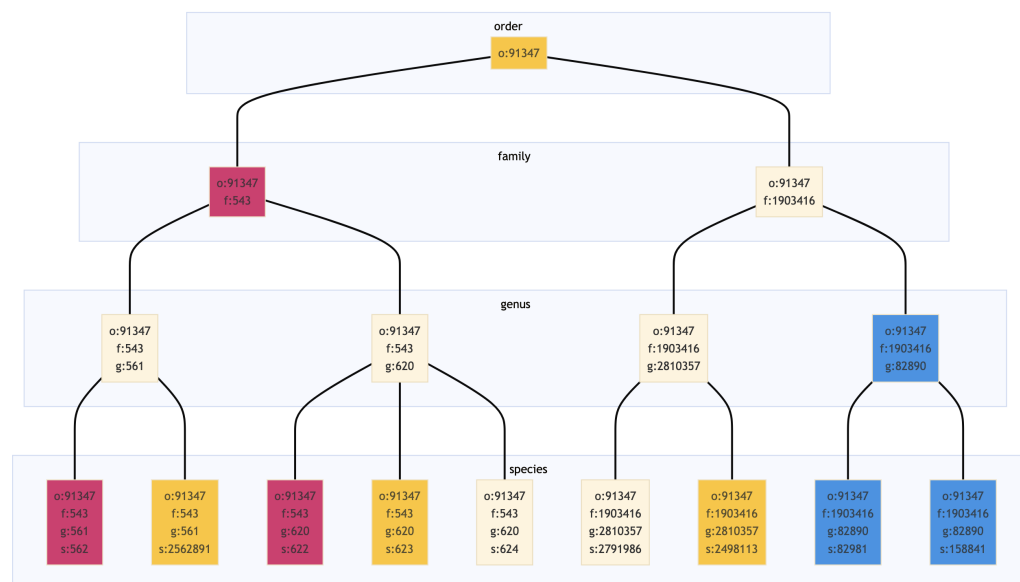 order
o:91347
family
o:91347
f:543
o:91347
f:1903416
genus
o:91347
f:543
g:561
o:91347
f:543
g:620
o:91347
f:1903416
g:2810357
o:91347
f:1903416
g:82890
species
o:91347
f:543
g:561
s:562
o:91347
f:543
g:561
s:2562891
o:91347
f:543
g:620
s:622
o:91347
f:543
g:620
s:623
o:91347
f:543
g:620
s:624
o:91347
f:1903416
g:2810357
s:2791986
o:91347
f:1903416
g:2810357
s:2498113
o:91347
f:1903416
g:82890
s:82981
o:91347
f:1903416
g:82890
s:158841